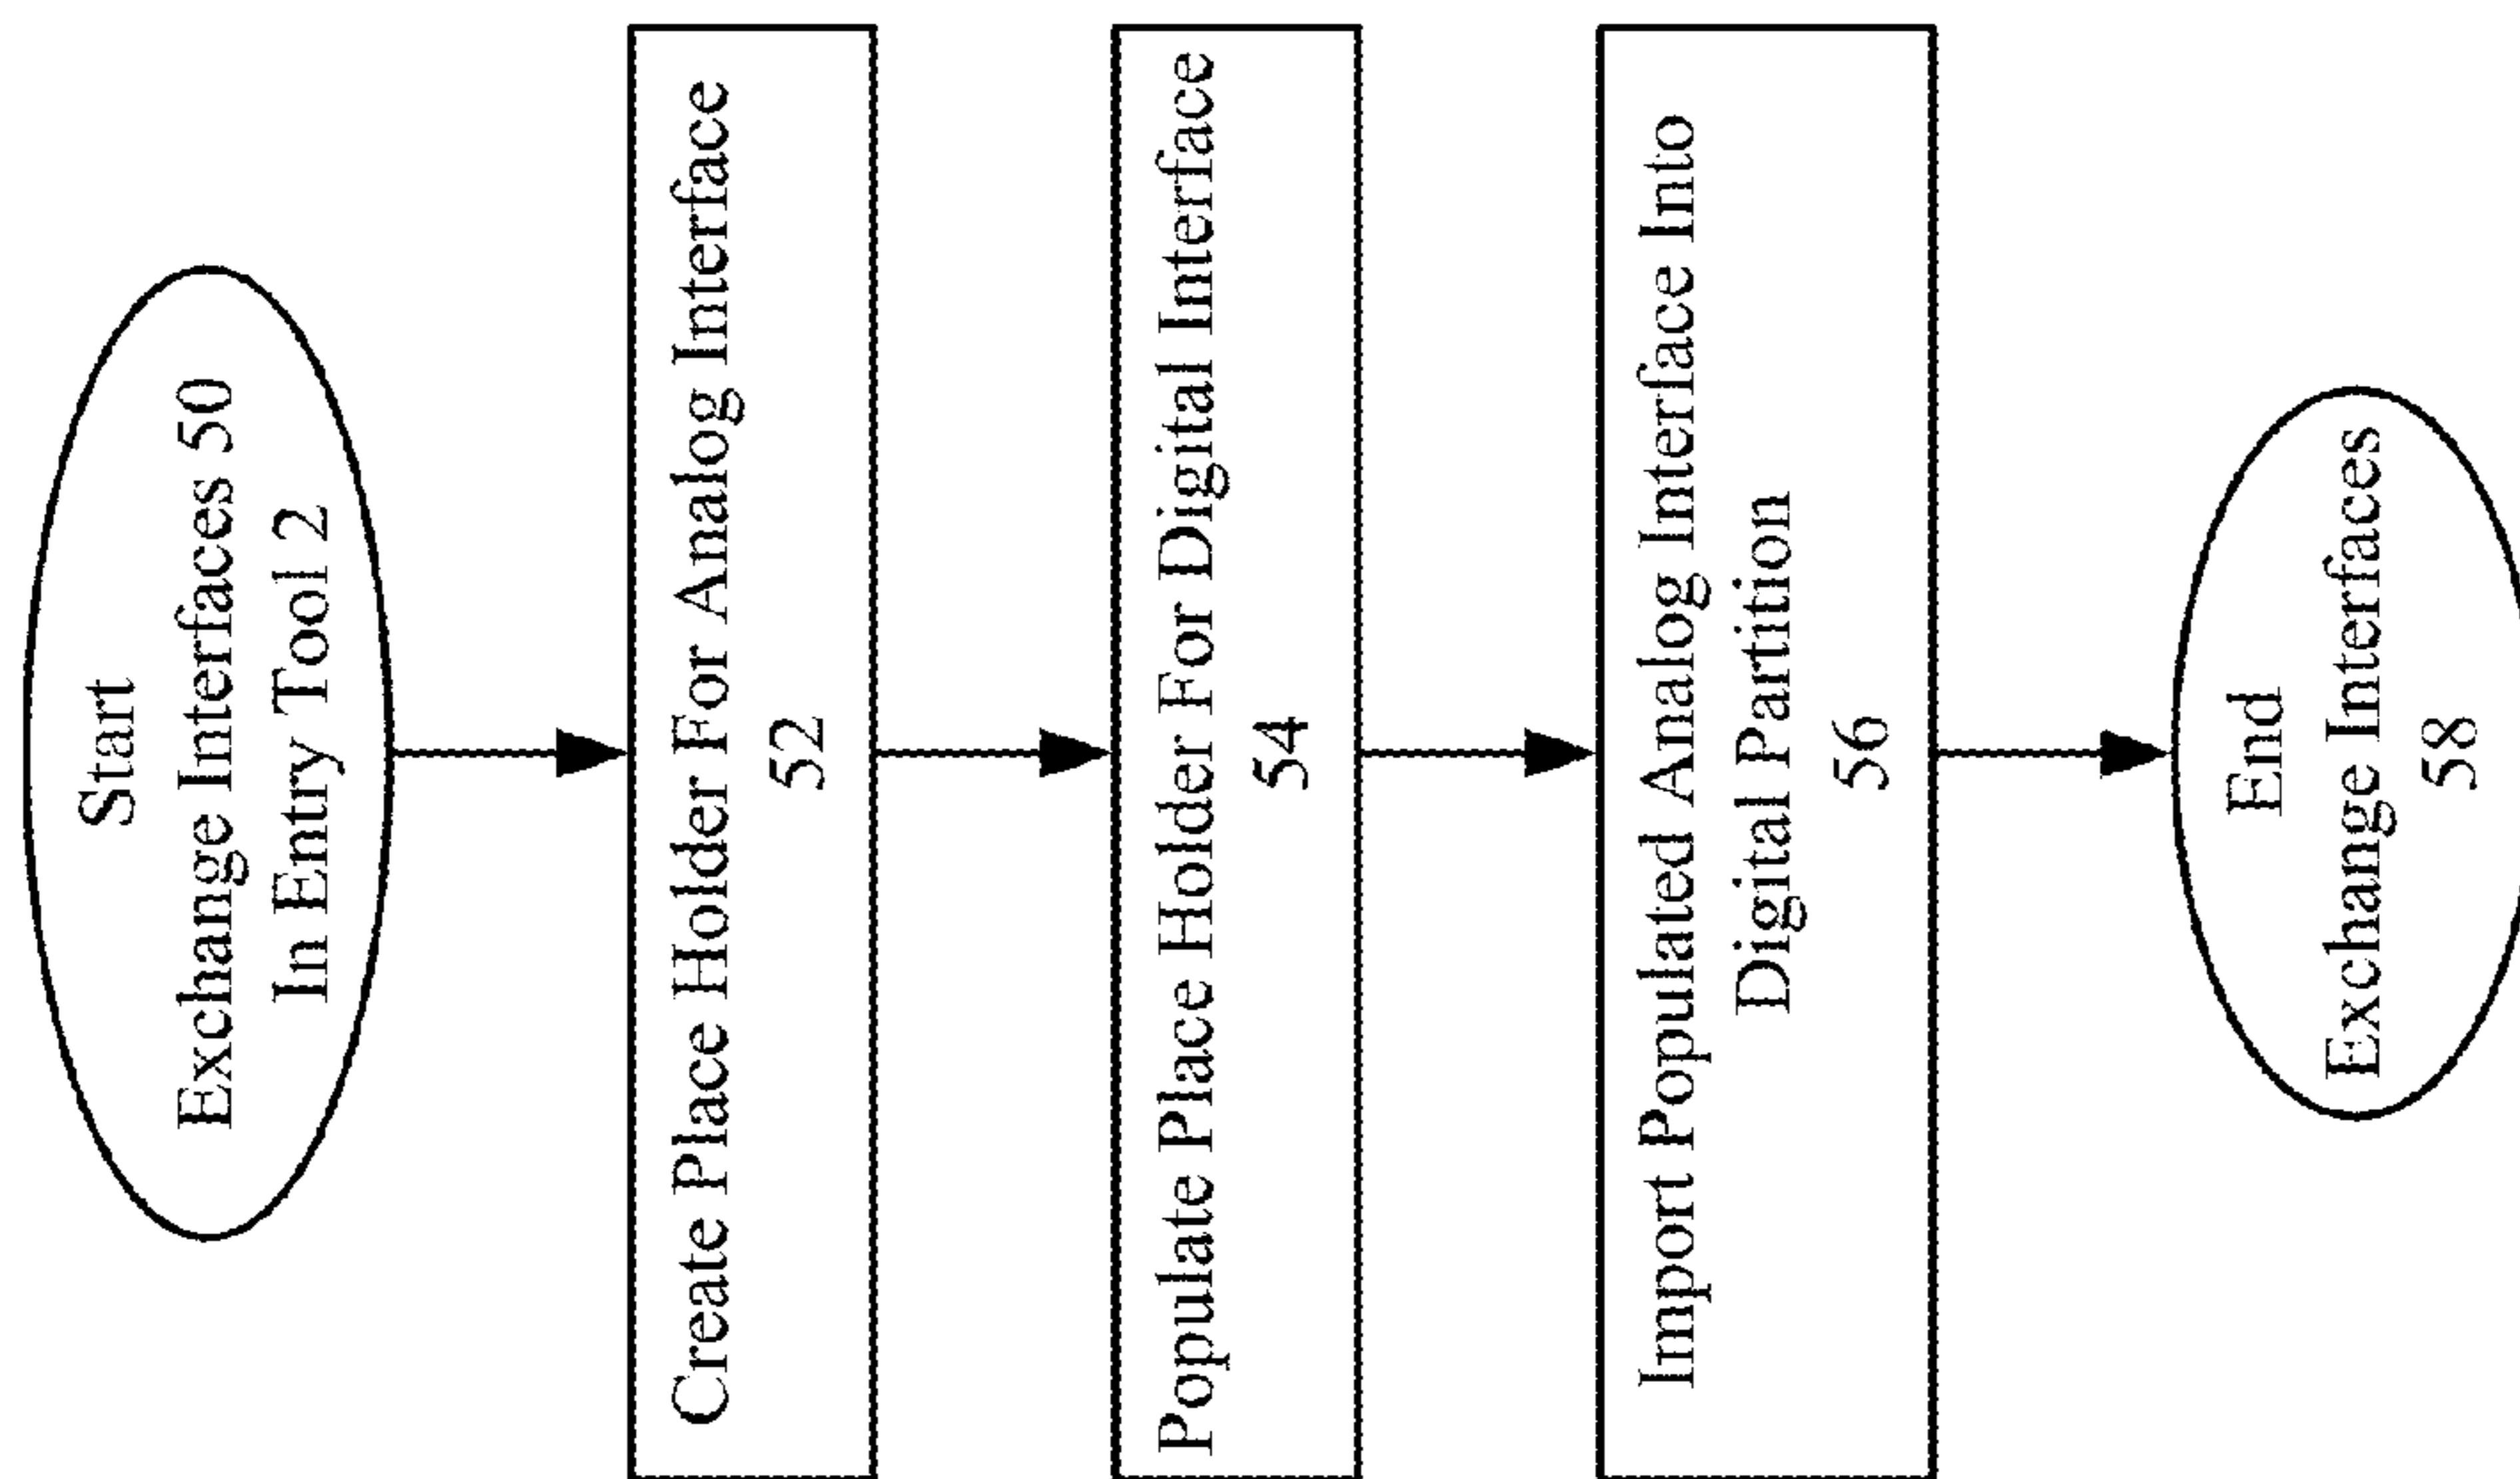 Start
Exchange Interfaces 50
In Entry Tool 2
Create Place Holder For Analog Interface
52
Populate Place Holder For Digital Interface
54
Import Populated Analog Interface Into
Digital Partition
56
End
Exchange Interfaces
58